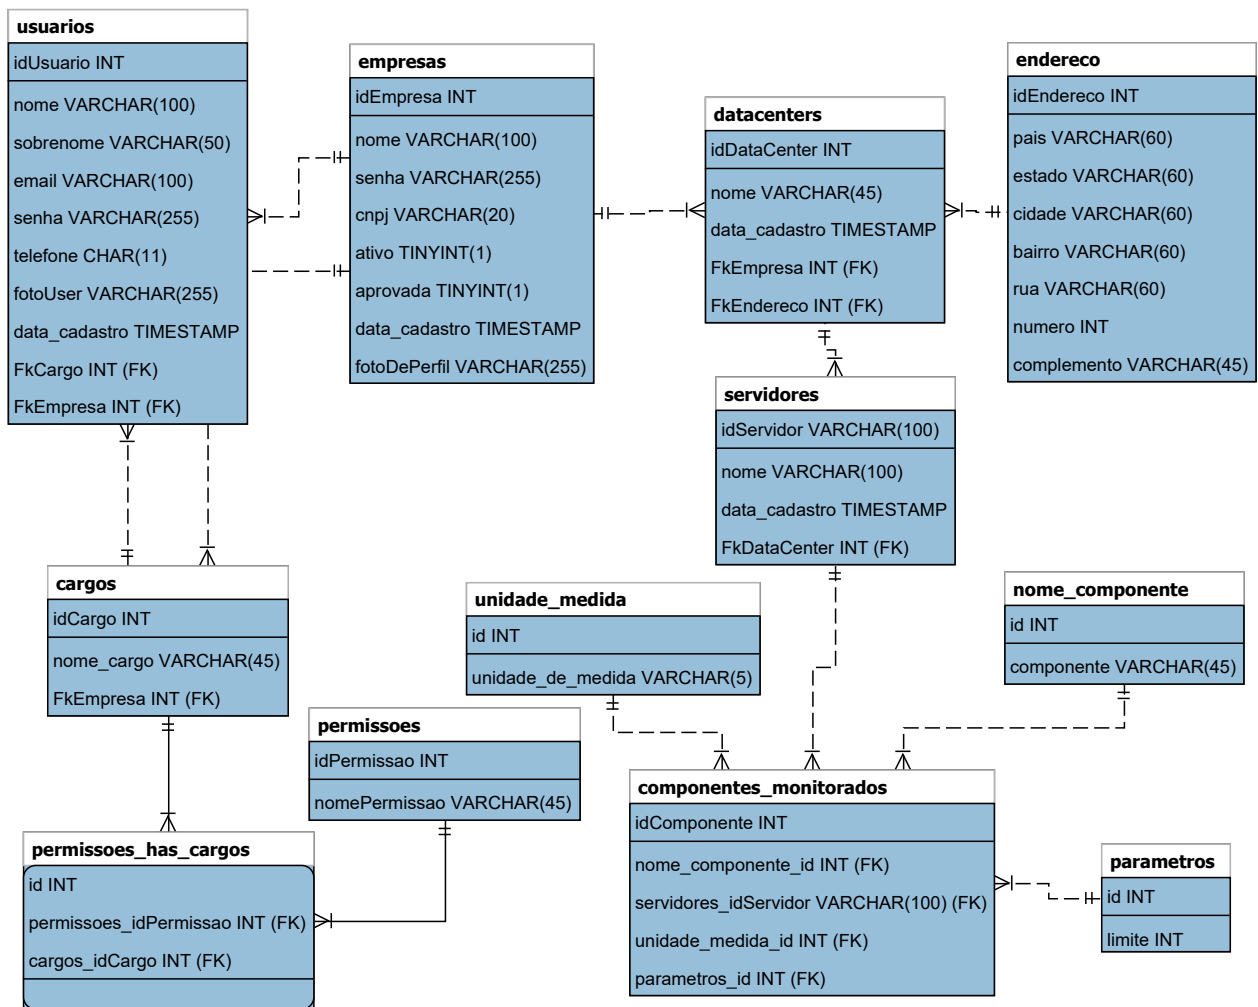 usuarios
idUsuario INT
nome VARCHAR(100)
sobrenome VARCHAR(50)
email VARCHAR(100)
senha VARCHAR(255)
telefone CHAR(11)
fotoUser VARCHAR(255)
data_cadastro TIMESTAMP
FkCargo INT (FK)
FkEmpresa INT (FK)
empresas
idEmpresa INT
nome VARCHAR(100)
senha VARCHAR(255)
cnpj VARCHAR(20)
ativo TINYINT(1)
aprovada TINYINT(1)
data_cadastro TIMESTAMP
fotoDePerfil VARCHAR(255)
datacenters
idDataCenter INT
nome VARCHAR(45)
data_cadastro TIMESTAMP
FkEmpresa INT (FK)
FkEndereco INT (FK)
endereco
idEndereco INT
pais VARCHAR(60)
estado VARCHAR(60)
cidade VARCHAR(60)
bairro VARCHAR(60)
rua VARCHAR(60)
numero INT
complemento VARCHAR(45)
servidores
idServidor VARCHAR(100)
nome VARCHAR(100)
data_cadastro TIMESTAMP
FkDataCenter INT (FK)
cargos
idCargo INT
nome_cargo VARCHAR(45)
FkEmpresa INT (FK)
unidade_medida
id INT
unidade_de_medida VARCHAR(5)
nome_componente
id INT
componente VARCHAR(45)
permissoes
idPermissao INT
nomePermissao VARCHAR(45)
componentes_monitorados
idComponente INT
nome_componente_id INT (FK)
servidores_idServidor VARCHAR(100) (FK)
unidade_medida_id INT (FK)
parametros_id INT (FK)
permissoes_has_cargos
id INT
permissoes_idPermissao INT (FK)
cargos_idCargo INT (FK)
parametros
id INT
limite INT